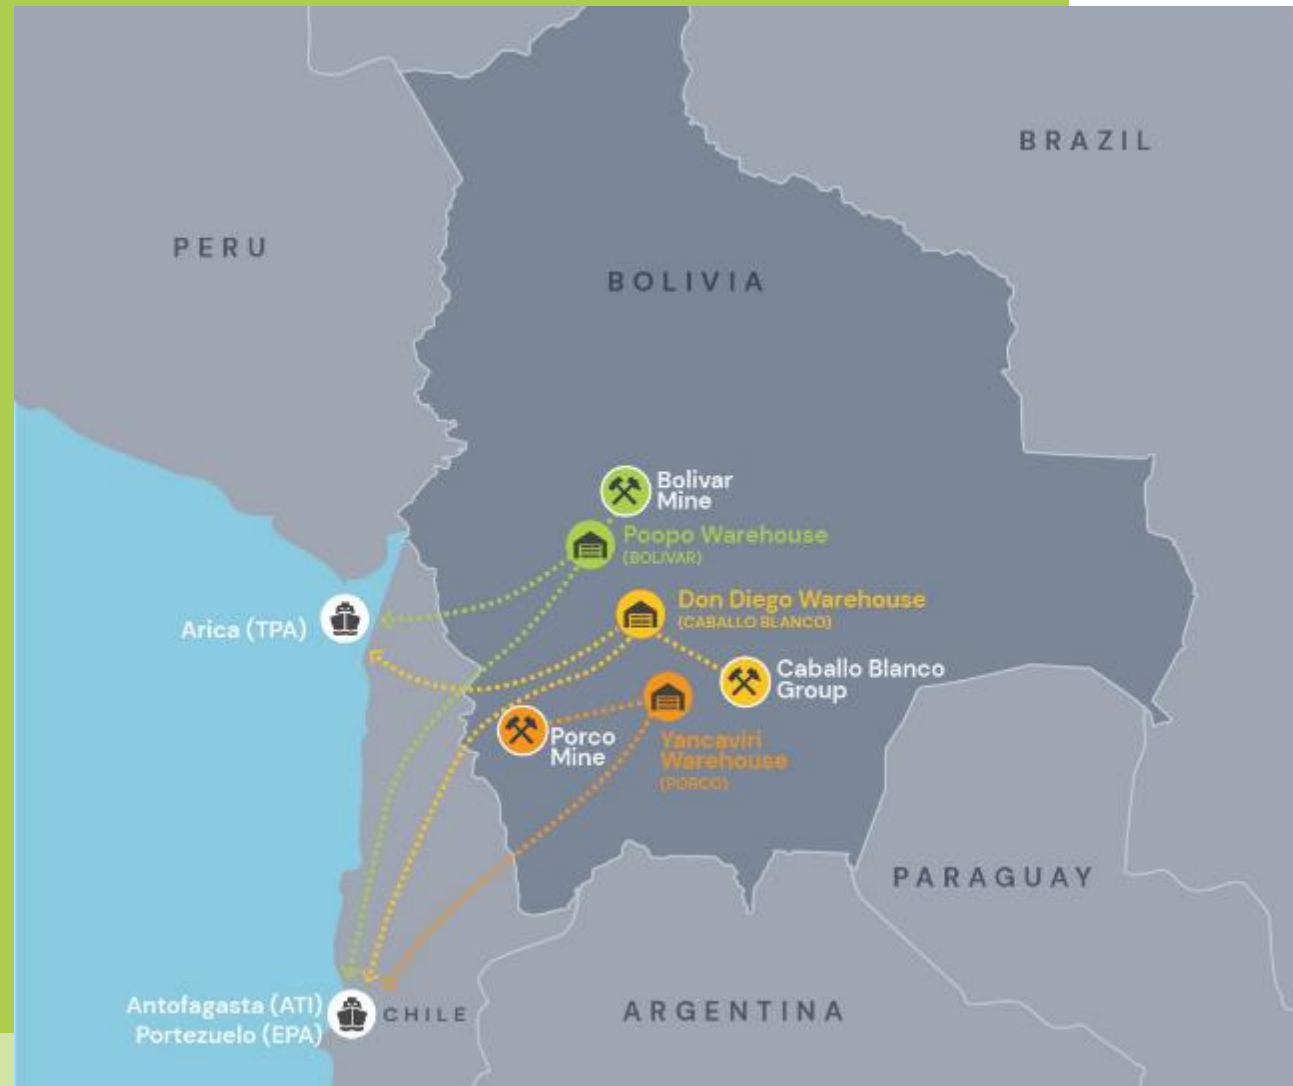 BRAZIL
PERU
BOLIVIA
Bolivar
Mine
Poopo Warehouse
(BOLIVAR)
Don Diego Warehouse
(CABALLO BLANCO)
Arica (TPA)
Caballo Blanco
Group
Porco
Mine
Yancaviri
Warehouse
(PORCO)
PARAGUAY
Antofagasta (ATI)
Portezuelo (EPA)
CHILE
ARGENTINA